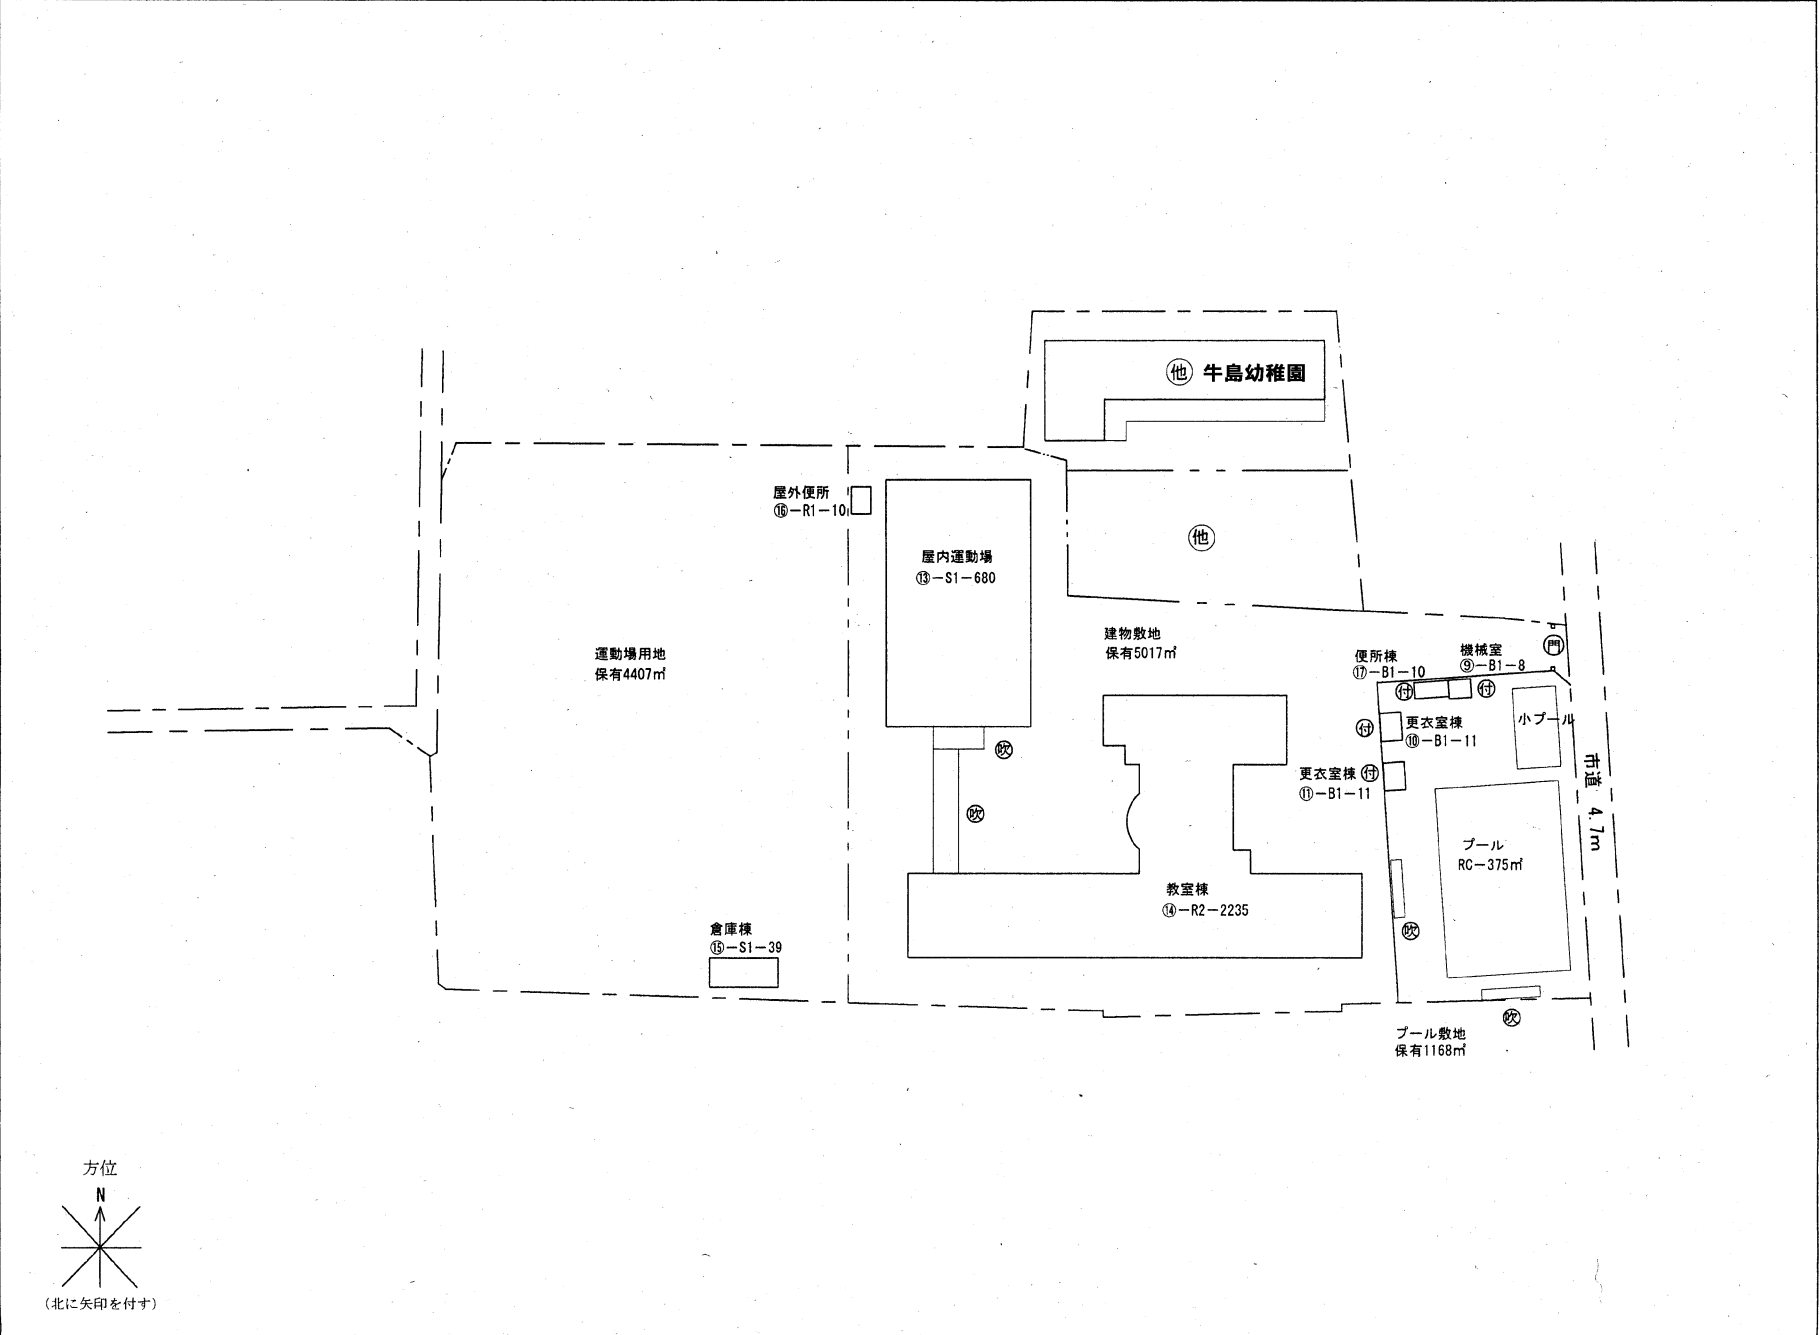 他 牛島幼稚園
屋外便所
⑯-R1-10
屋内運動場
⑬-S1-680
他
運動場用地
保有4407㎡
建物敷地
保有5017㎡
便所棟
⑰-B1-10
機械室
⑨-B1-8
門
付
付
小プール
付
更衣室棟
⑩-B1-11
吹
更衣室棟 付
⑪-B1-11
市道 4.7m
吹
プール
RC-375㎡
教室棟
⑭-R2-2235
倉庫棟
⑮-S1-39
吹
吹
プール敷地
保有1168㎡
方位
N
(北に矢印を付す)